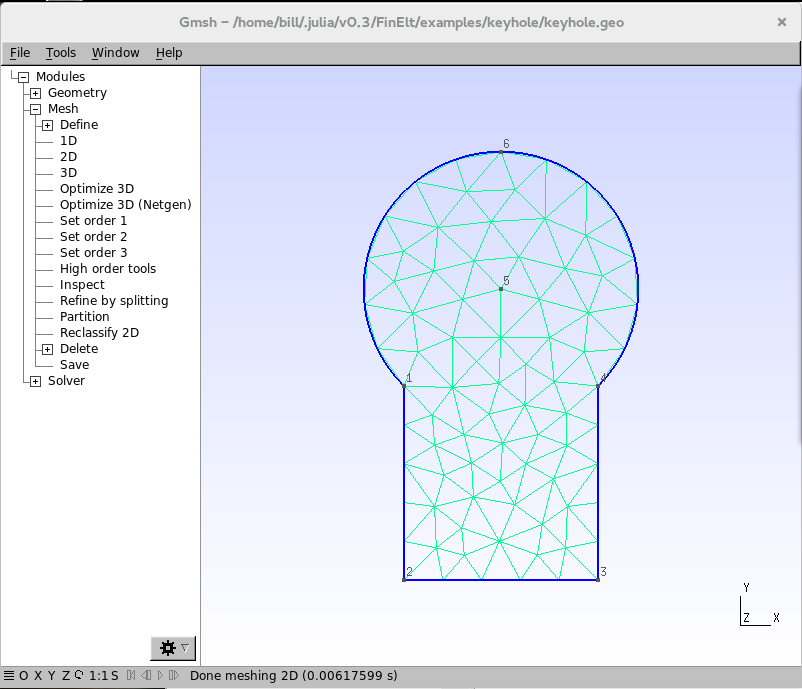 Gmsh – /home/bill/.julia/v0.3/FinElt/examples/keyhole/keyhole.geo
File Tools Window Help
Modules
Geometry
Mesh
Define
1D
2D
3D
Optimize 3D
Optimize 3D (Netgen)
Set order 1
Set order 2
Set order 3
High order tools
Inspect
Refine by splitting
Partition
Reclassify 2D
Delete
Save
Solver
6
5
1 4
2 3
Y
Z X
O X Y Z 1:1 S Done meshing 2D (0.00617599 s)